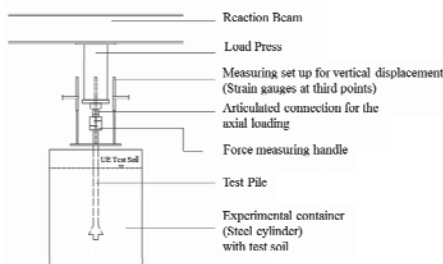 Reaction Beam
Load Press
Measuring set up for vertical displacement
(Strain gauges at third points)
Articulated connection for the
axial loading
Force measuring handle
UE Test Soil
Test Pile
Experimental container
(Steel cylinder)
with test soil